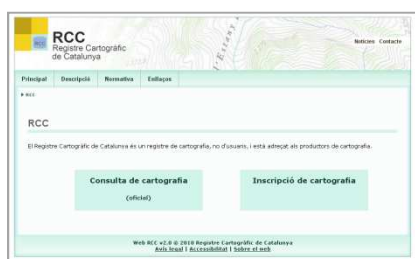 RCC
Registre Cartogràfic
de Catalunya
l'Estany
Notícies Contacte
Principal Descripció Normativa Enllaços
RCC
RCC
El Registre Cartogràfic de Catalunya és un registre de cartografia, no d'usuaris, i està adreçat als productors de cartografia.
Consulta de cartografia
(oficial)
Inscripció de cartografia
Web RCC v2.0 © 2010 Registre Cartogràfic de Catalunya
Avís legal | Accessibilitat | Sobre el web